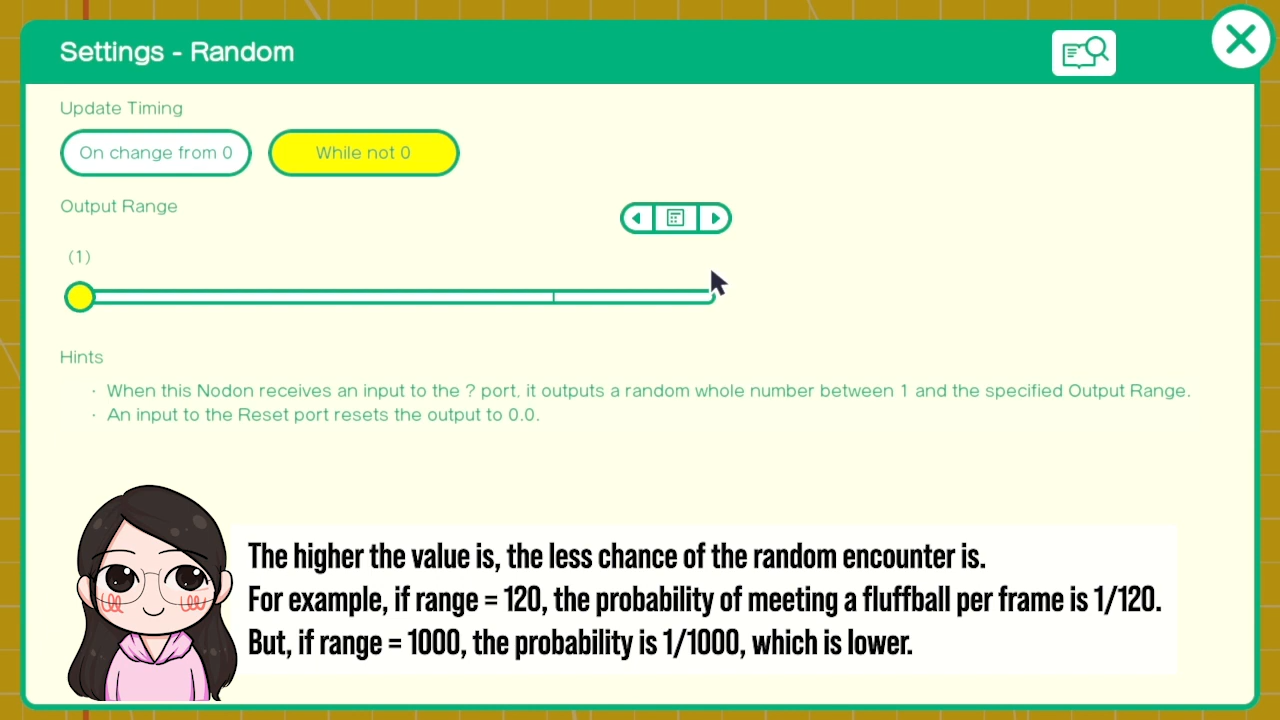 Settings - Random
Update Timing
On change from 0
While not 0
Output Range
(1)
Hints
· When this Nodon receives an input to the ? port, it outputs a random whole number between 1 and the specified Output Range.
· An input to the Reset port resets the output to 0.0.
The higher the value is, the less chance of the random encounter is.
For example, if range = 120, the probability of meeting a fluffball per frame is 1/120.
But, if range = 1000, the probability is 1/1000, which is lower.